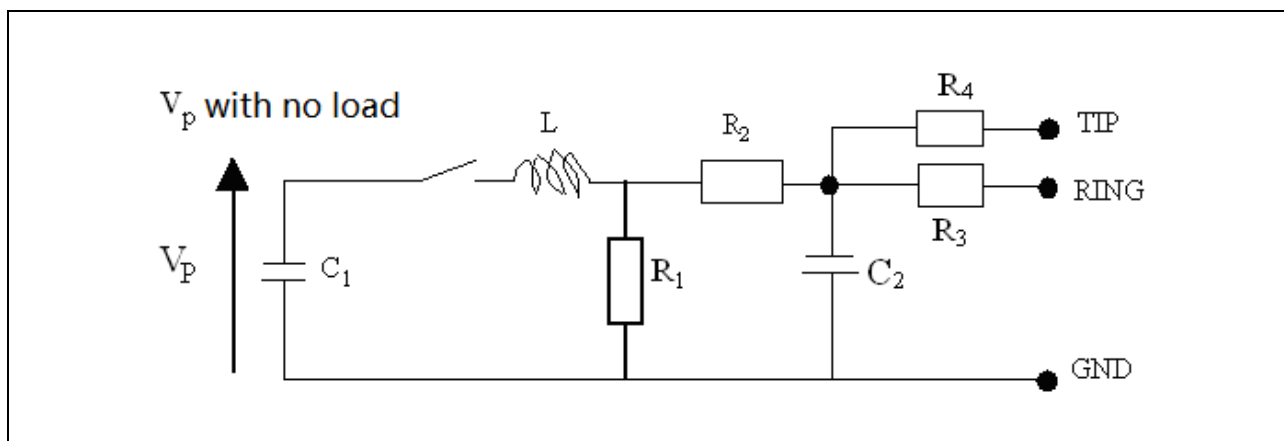 Vp with no load
R4
TIP
L
R2
RING
R3
Vp
C1
R1
C2
GND